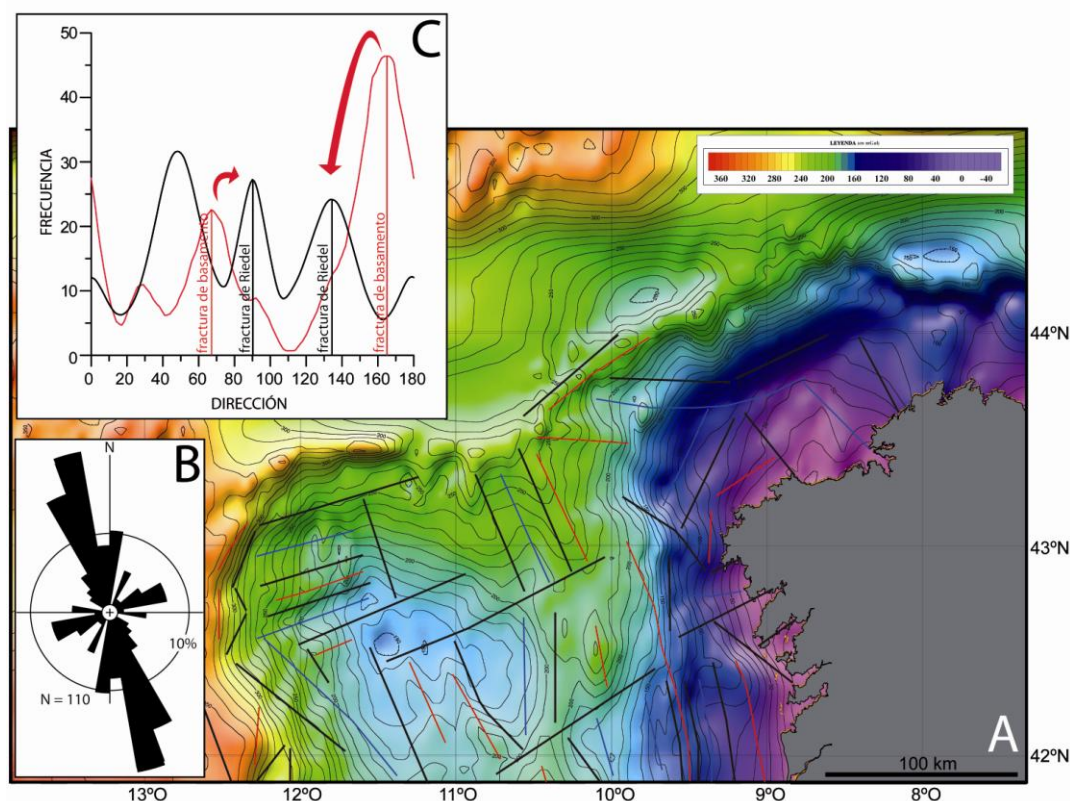 C
50
40
30
20
10
0
FRECUENCIA
fractura de basamento
fractura de Riedel
fractura de Riedel
fractura de basamento
0 20 40 60 80 100 120 140 160 180
DIRECCIÓN
LEYENDA (en mGal)
360 320 280 240 200 160 120 80 40 0 -40
44ºN
43ºN
42ºN
B
N
10%
N = 110
A
100 km
13ºO 12ºO 11ºO 10ºO 9ºO 8ºO